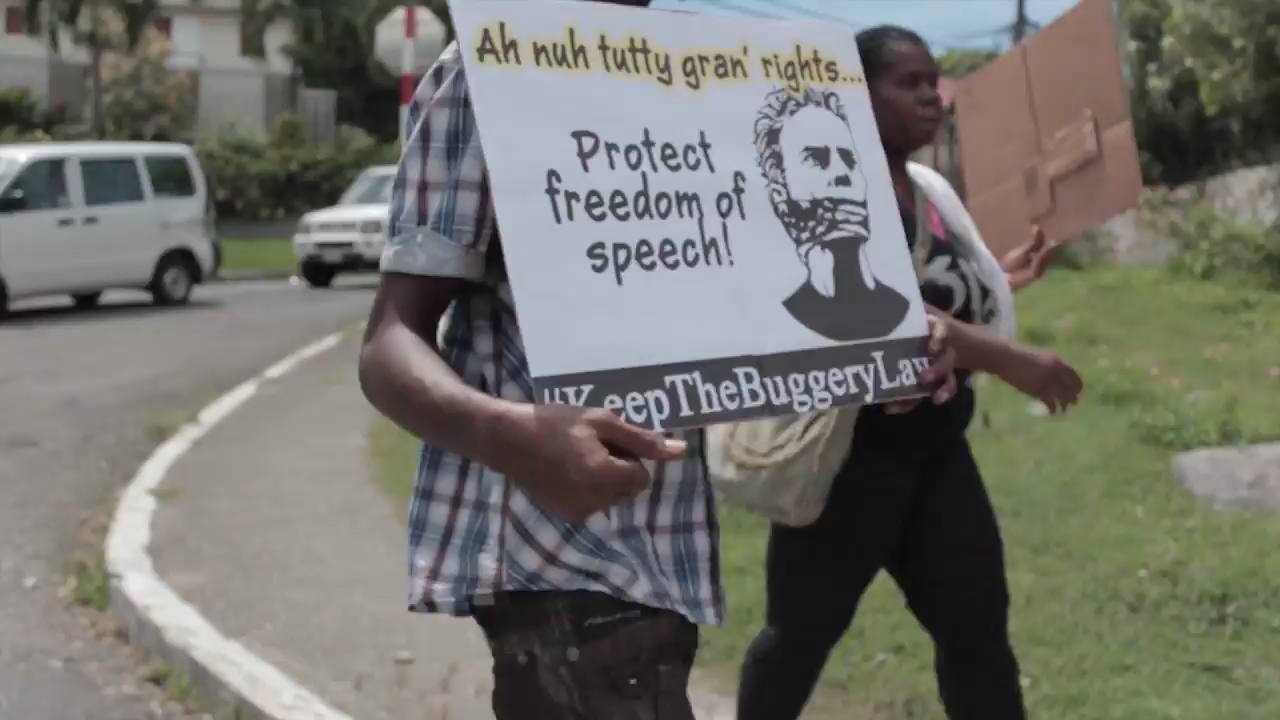 Ah nuh tutty gran' rights...
Protect
freedom of
speech!
#KeepTheBuggeryLaw